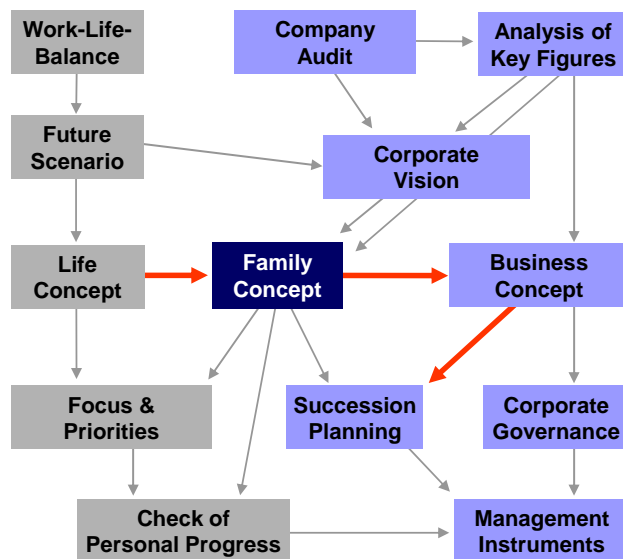 Work-Life-
Balance
Company
Audit
Analysis of
Key Figures
Future
Scenario
Corporate
Vision
Life
Concept
Family
Concept
Business
Concept
Focus &
Priorities
Succession
Planning
Corporate
Governance
Check of
Personal Progress
Management
Instruments